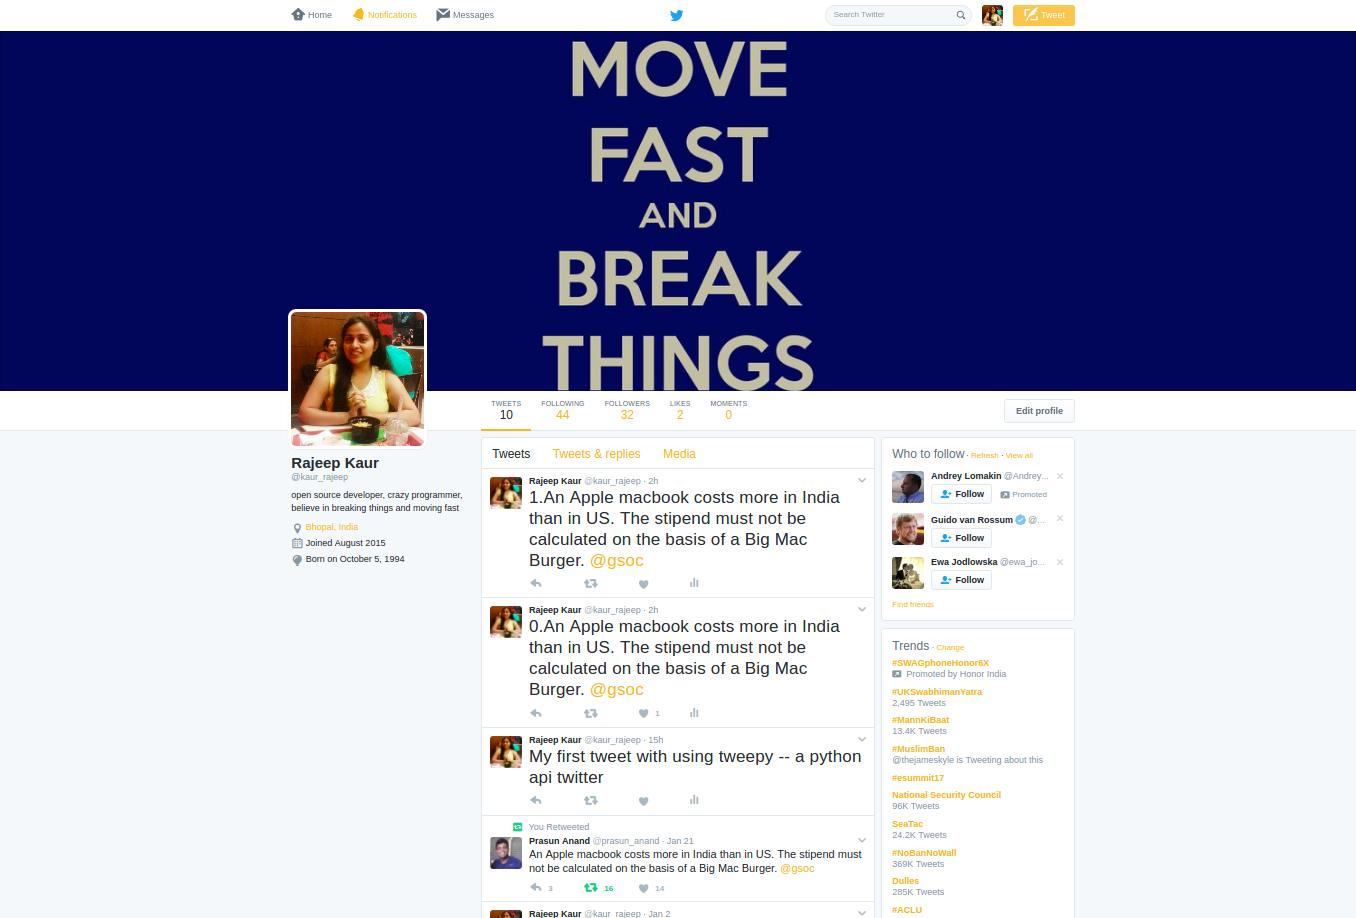 Home
Notifications
Messages
Search Twitter
Tweet
MOVE
FAST
AND
BREAK
THINGS
TWEETS
10
FOLLOWING
44
FOLLOWERS
32
LIKES
2
MOMENTS
0
Edit profile
Rajeep Kaur
@kaur_rajeep
open source developer, crazy programmer,
believe in breaking things and moving fast
Bhopal, India
Joined August 2015
Born on October 5, 1994
Tweets
Tweets & replies
Media
Rajeep Kaur @kaur_rajeep · 2h
1.An Apple macbook costs more in India
than in US. The stipend must not be
calculated on the basis of a Big Mac
Burger. @gsoc
Rajeep Kaur @kaur_rajeep · 2h
0.An Apple macbook costs more in India
than in US. The stipend must not be
calculated on the basis of a Big Mac
Burger. @gsoc
1
Rajeep Kaur @kaur_rajeep · 15h
My first tweet with using tweepy -- a python
api twitter
You Retweeted
Prasun Anand @prasun_anand · Jan 21
An Apple macbook costs more in India than in US. The stipend must
not be calculated on the basis of a Big Mac Burger. @gsoc
3 16 14
Rajeep Kaur @kaur_rajeep · Jan 2
Who to follow · Refresh · View all
Andrey Lomakin @Andrey...
Follow
Promoted
Guido van Rossum @...
Follow
Ewa Jodlowska @ewa_jo...
Follow
Find friends
Trends · Change
#SWAGphoneHonor6X
Promoted by Honor India
#UKSwabhimanYatra
2,495 Tweets
#MannKiBaat
13.4K Tweets
#MuslimBan
@thejameskyle is Tweeting about this
#esummit17
National Security Council
96K Tweets
SeaTac
24.2K Tweets
#NoBanNoWall
369K Tweets
Dulles
285K Tweets
#ACLU